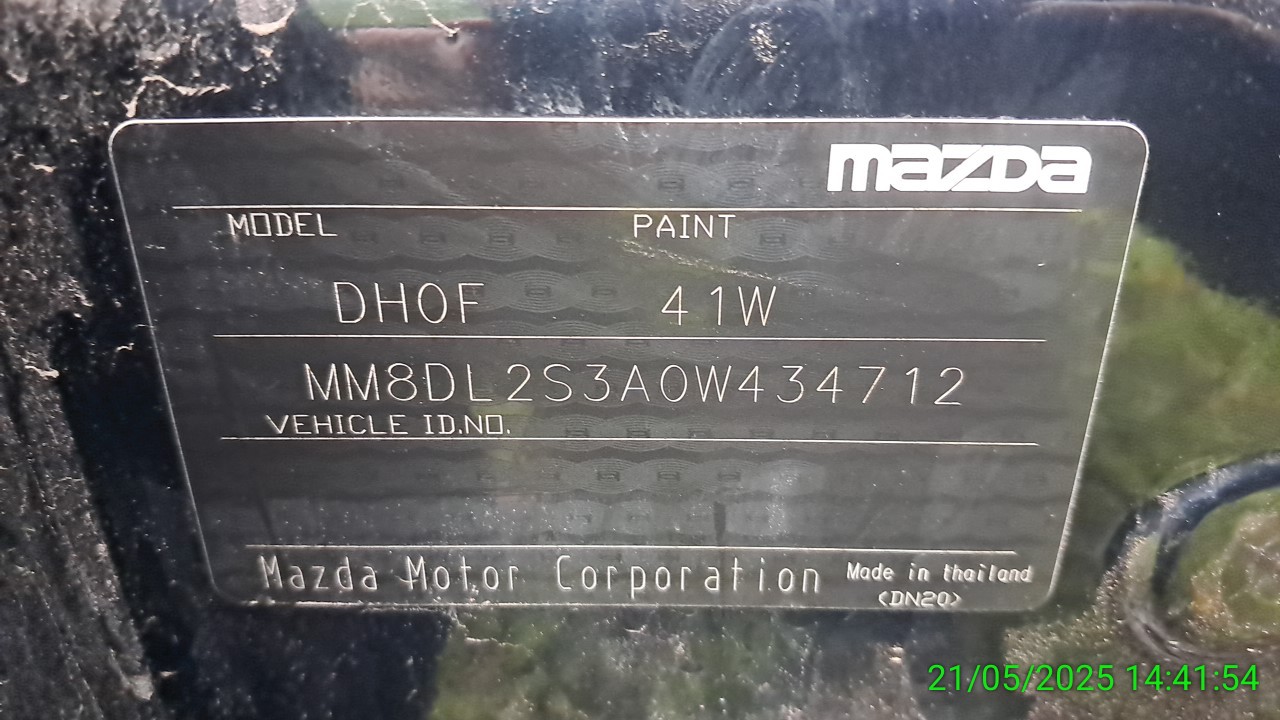 mazda
MODEL PAINT
DH0F 41W
MM8DL2S3A0W434712
VEHICLE ID.NO.
Mazda Motor Corporation Made in thailand
<DN20>
21/05/2025 14:41:54